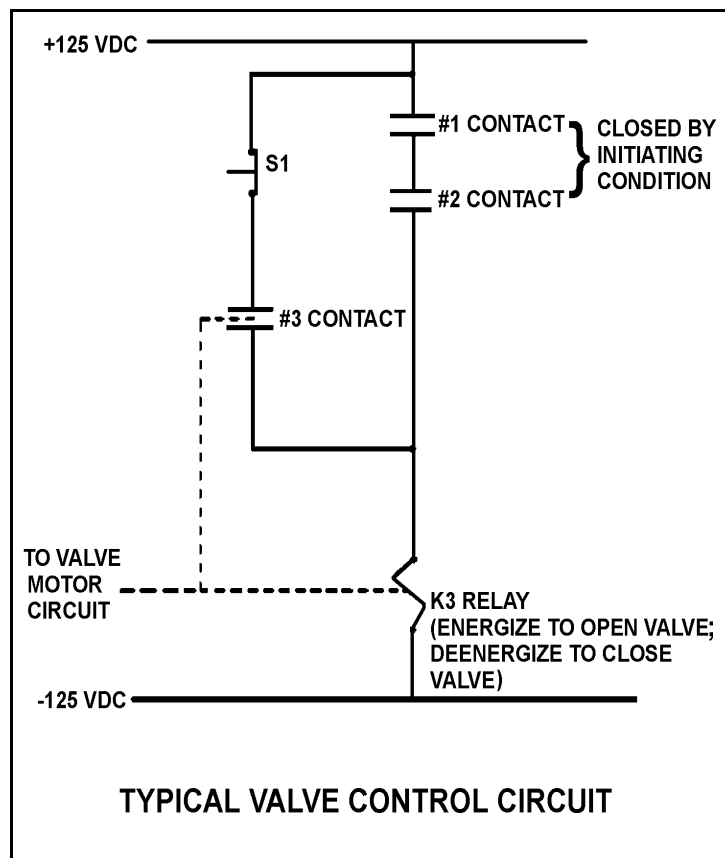 +125 VDC
#1 CONTACT
CLOSED BY
INITIATING
CONDITION
S1
#2 CONTACT
#3 CONTACT
TO VALVE
MOTOR
CIRCUIT
K3 RELAY
(ENERGIZE TO OPEN VALVE;
DEENERGIZE TO CLOSE
VALVE)
-125 VDC
TYPICAL VALVE CONTROL CIRCUIT